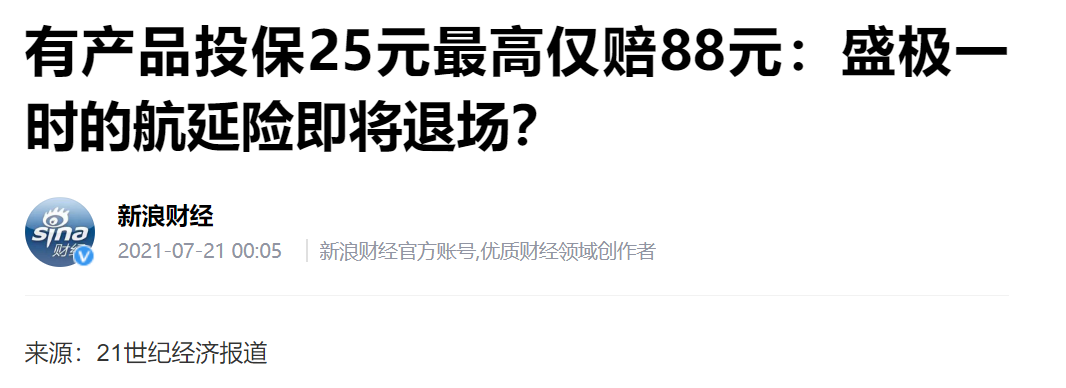 有产品投保25元最高仅赔88元：盛极一
时的航延险即将退场？
sina
财经
新浪财经
2021-07-21 00:05
新浪财经官方账号,优质财经领域创作者
来源：21世纪经济报道